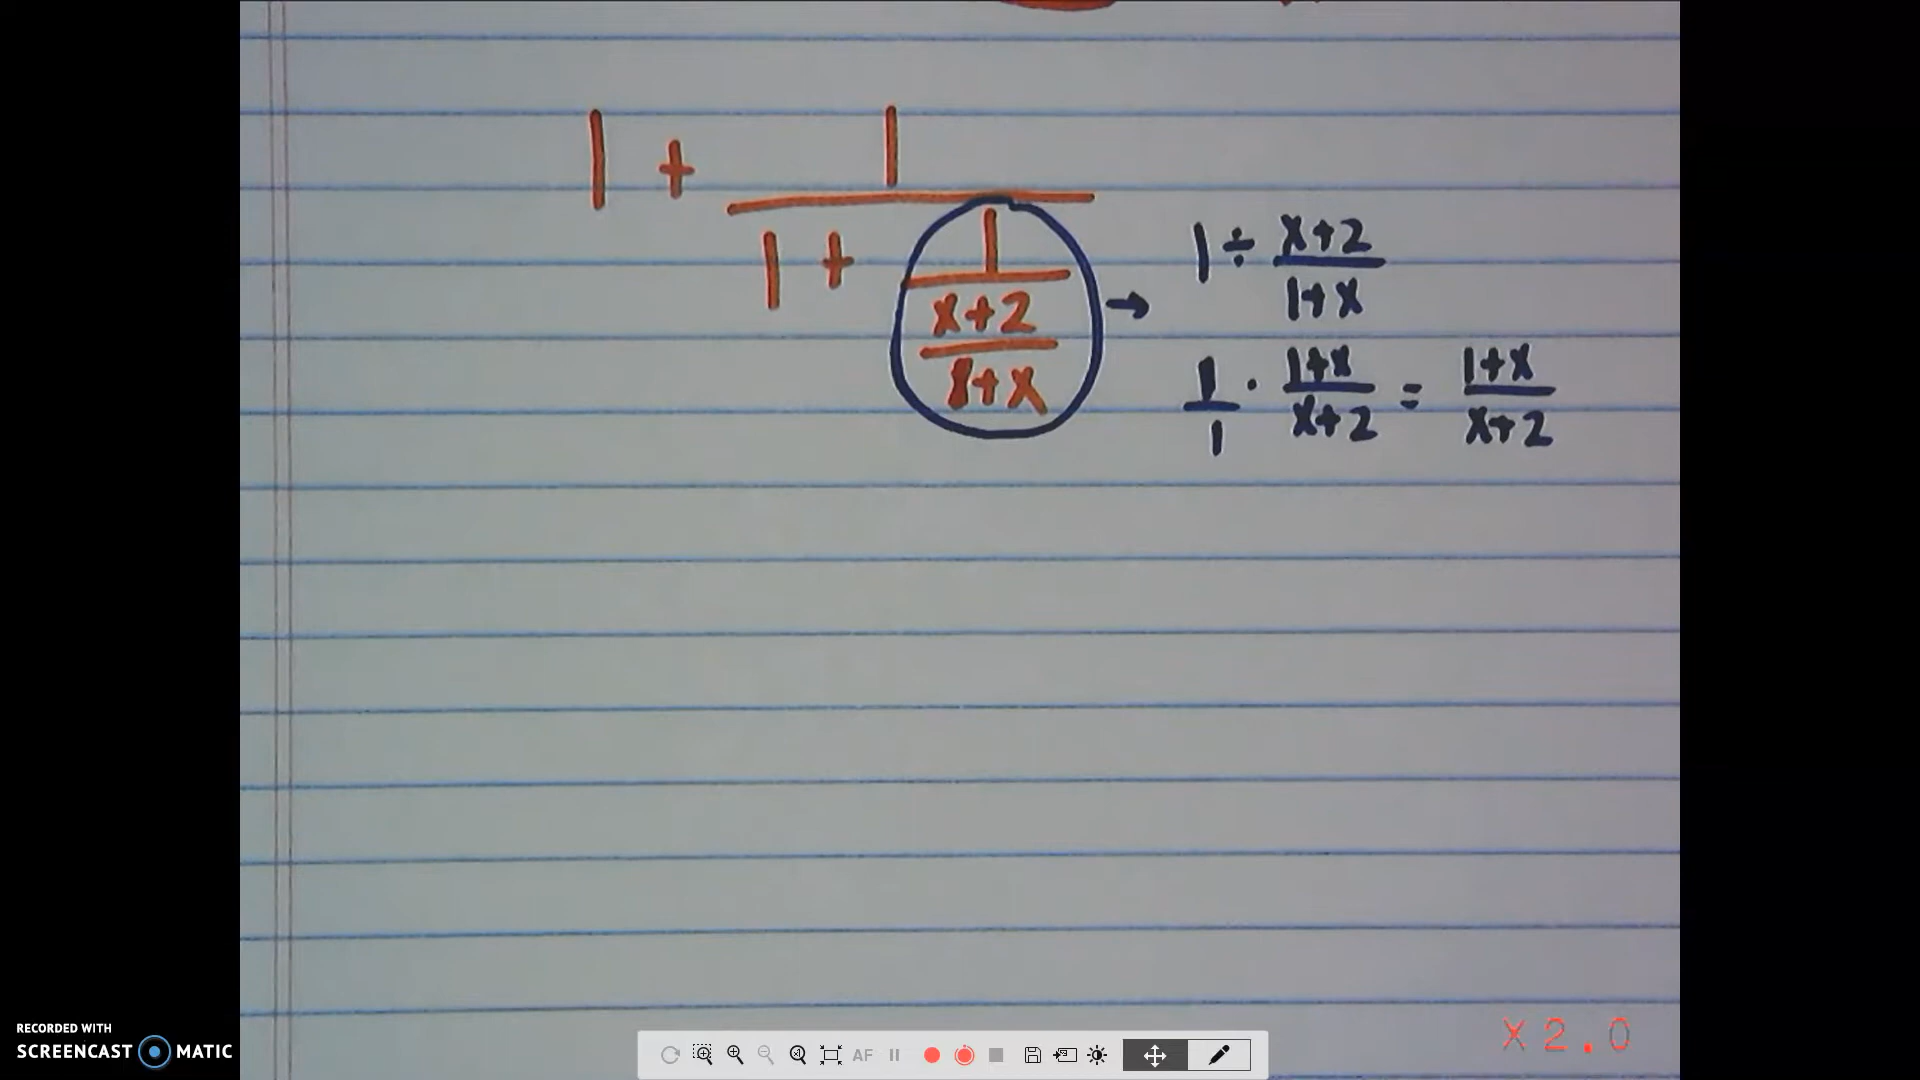 1 + 1
1 + 1
x+2
1+x
→ 1 ÷ x+2
1+x
1/1 · 1+x/x+2 = 1+x/x+2
RECORDED WITH
SCREENCAST MATIC
AF
X2.0